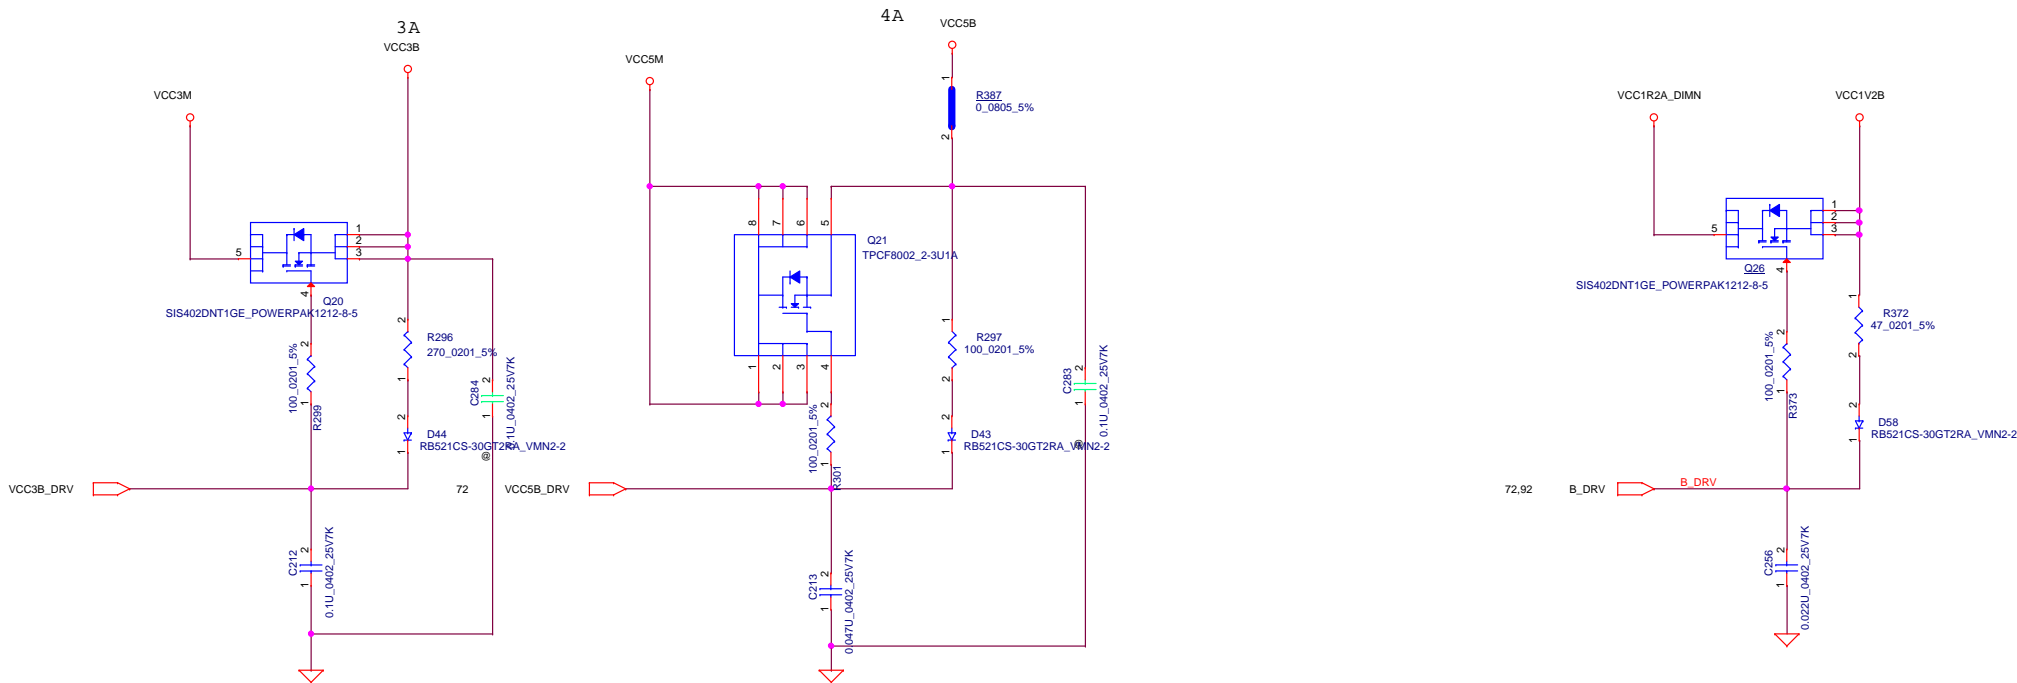 3A
VCC3B
VCC3M
5
1
2
3
4
Q20
SIS402DNT1GE_POWERPAK1212-8-5
2
100_0201_5%
1
R299
2
R296
270_0201_5%
1
2
C284
1
0.1U_0402_25V7K
@
2
D44
RB521CS-30GT2RA_VMN2-2
1
VCC3B_DRV
2
C212
1
0.1U_0402_25V7K
4A
VCC5B
VCC5M
1
R387
0_0805_5%
2
8
7
6
5
Q21
TPCF8002_2-3U1A
1
2
3
4
1
R297
100_0201_5%
2
2
C283
1
0.1U_0402_25V7K
@
2
100_0201_5%
1
R301
2
D43
RB521CS-30GT2RA_VMN2-2
1
72
VCC5B_DRV
2
C213
1
0.047U_0402_25V7K
VCC1R2A_DIMN
VCC1V2B
5
1
2
3
4
Q26
SIS402DNT1GE_POWERPAK1212-8-5
1
R372
47_0201_5%
2
2
100_0201_5%
1
R373
2
D58
RB521CS-30GT2RA_VMN2-2
1
72,92
B_DRV
B_DRV
2
C256
1
0.022U_0402_25V7K